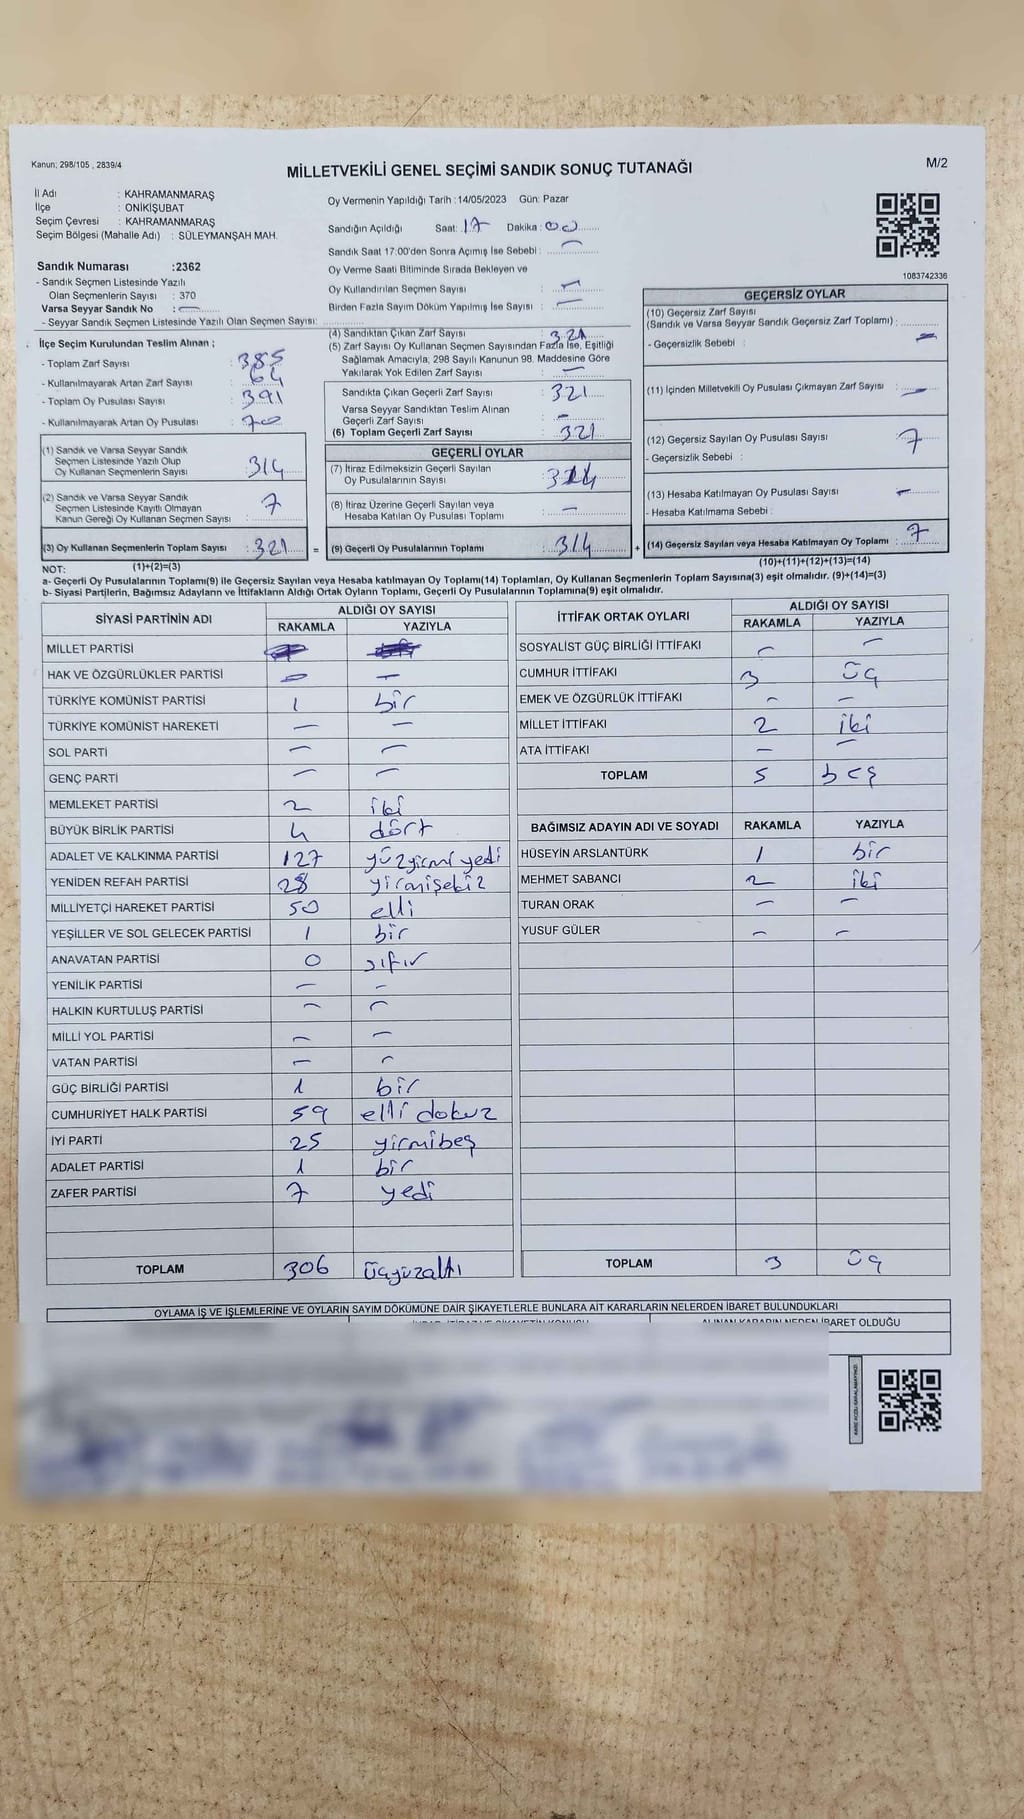 Kanun; 298/105 , 2839/4
M/2
MİLLETVEKİLİ GENEL SEÇİMİ SANDIK SONUÇ TUTANAĞI
İl Adı : KAHRAMANMARAŞ
İlçe : ONİKİŞUBAT
Seçim Çevresi : KAHRAMANMARAŞ
Seçim Bölgesi (Mahalle Adı) : SÜLEYMANŞAH MAH.
Sandık Numarası :2362
- Sandık Seçmen Listesinde Yazılı
Olan Seçmenlerin Sayısı : 370
Varsa Seyyar Sandık No : —
- Seyyar Sandık Seçmen Listesinde Yazılı Olan Seçmen Sayısı:
İlçe Seçim Kurulundan Teslim Alınan ;
- Toplam Zarf Sayısı : 385
- Kullanılmayarak Artan Zarf Sayısı : 64
- Toplam Oy Pusulası Sayısı : 391
- Kullanılmayarak Artan Oy Pusulası : 70
Oy Vermenin Yapıldığı Tarih :14/05/2023 Gün: Pazar
Sandığın Açıldığı Saat: 17 Dakika : 00
Sandık Saat 17:00'den Sonra Açımış İse Sebebi : —
Oy Verme Saati Bitiminde Sırada Bekleyen ve
Oy Kullandırılan Seçmen Sayısı : —
Birden Fazla Sayım Döküm Yapılmış İse Sayısı : —
(4) Sandıktan Çıkan Zarf Sayısı : 321
(5) Zarf Sayısı Oy Kullanan Seçmen Sayısından Fazla İse, Eşitliği
Sağlamak Amacıyla; 298 Sayılı Kanunun 98. Maddesine Göre
Yakılarak Yok Edilen Zarf Sayısı : —
Sandıkta Çıkan Geçerli Zarf Sayısı : 321
Varsa Seyyar Sandıktan Teslim Alınan
Geçerli Zarf Sayısı : —
(6) Toplam Geçerli Zarf Sayısı : 321
1083742336
GEÇERSİZ OYLAR
(10) Geçersiz Zarf Sayısı
(Sandık ve Varsa Seyyar Sandık Geçersiz Zarf Toplamı) : —
- Geçersizlik Sebebi :
(11) İçinden Milletvekili Oy Pusulası Çıkmayan Zarf Sayısı : —
(12) Geçersiz Sayılan Oy Pusulası Sayısı : 7
- Geçersizlik Sebebi :
(13) Hesaba Katılmayan Oy Pusulası Sayısı : —
- Hesaba Katılmama Sebebi :
(14) Geçersiz Sayılan veya Hesaba Katılmayan Oy Toplamı : 7
(10)+(11)+(12)+(13)=(14)
(1) Sandık ve Varsa Seyyar Sandık
Seçmen Listesinde Yazılı Olup
Oy Kullanan Seçmenlerin Sayısı : 314
(2) Sandık ve Varsa Seyyar Sandık
Seçmen Listesinde Kayıtlı Olmayan
Kanun Gereği Oy Kullanan Seçmen Sayısı : 7
(3) Oy Kullanan Seçmenlerin Toplam Sayısı : 321 =
GEÇERLİ OYLAR
(7) İtiraz Edilmeksizin Geçerli Sayılan
Oy Pusulalarının Sayısı : 314
(8) İtiraz Üzerine Geçerli Sayılan veya
Hesaba Katılan Oy Pusulası Toplamı : —
(9) Geçerli Oy Pusulalarının Toplamı : 314 +
NOT: (1)+(2)=(3)
a- Geçerli Oy Pusulalarının Toplamı(9) ile Geçersiz Sayılan veya Hesaba katılmayan Oy Toplamı(14) Toplamları, Oy Kullanan Seçmenlerin Toplam Sayısına(3) eşit olmalıdır. (9)+(14)=(3)
b- Siyasi Partilerin, Bağımsız Adayların ve İttifakların Aldığı Ortak Oyların Toplamı, Geçerli Oy Pusulalarının Toplamına(9) eşit olmalıdır.
SİYASİ PARTİNİN ADI ALDIĞI OY SAYISI
RAKAMLA YAZIYLA
MİLLET PARTİSİ
HAK VE ÖZGÜRLÜKLER PARTİSİ — —
TÜRKİYE KOMÜNİST PARTİSİ 1 bir
TÜRKİYE KOMÜNİST HAREKETİ — —
SOL PARTİ — —
GENÇ PARTİ — —
MEMLEKET PARTİSİ 2 iki
BÜYÜK BİRLİK PARTİSİ 4 dört
ADALET VE KALKINMA PARTİSİ 127 yüzyirmi yedi
YENİDEN REFAH PARTİSİ 28 yirmisekiz
MİLLİYETÇİ HAREKET PARTİSİ 50 elli
YEŞİLLER VE SOL GELECEK PARTİSİ 1 bir
ANAVATAN PARTİSİ 0 sıfır
YENİLİK PARTİSİ — —
HALKIN KURTULUŞ PARTİSİ — —
MİLLİ YOL PARTİSİ — —
VATAN PARTİSİ — —
GÜÇ BİRLİĞİ PARTİSİ 1 bir
CUMHURİYET HALK PARTİSİ 59 elli dokuz
İYİ PARTİ 25 yirmibeş
ADALET PARTİSİ 1 bir
ZAFER PARTİSİ 7 yedi
TOPLAM 306 üçyüzaltı
İTTİFAK ORTAK OYLARI ALDIĞI OY SAYISI
RAKAMLA YAZIYLA
SOSYALİST GÜÇ BİRLİĞİ İTTİFAKI — —
CUMHUR İTTİFAKI 3 üç
EMEK VE ÖZGÜRLÜK İTTİFAKI — —
MİLLET İTTİFAKI 2 iki
ATA İTTİFAKI — —
TOPLAM 5 beş
BAĞIMSIZ ADAYIN ADI VE SOYADI RAKAMLA YAZIYLA
HÜSEYİN ARSLANTÜRK 1 bir
MEHMET SABANCI 2 iki
TURAN ORAK — —
YUSUF GÜLER — —
TOPLAM 3 üç
OYLAMA İŞ VE İŞLEMLERİNE VE OYLARIN SAYIM DÖKÜMÜNE DAİR ŞİKAYETLERLE BUNLARA AİT KARARLARIN NELERDEN İBARET BULUNDUKLARI
ALINAN KARARIN NEDEN İBARET OLDUĞU